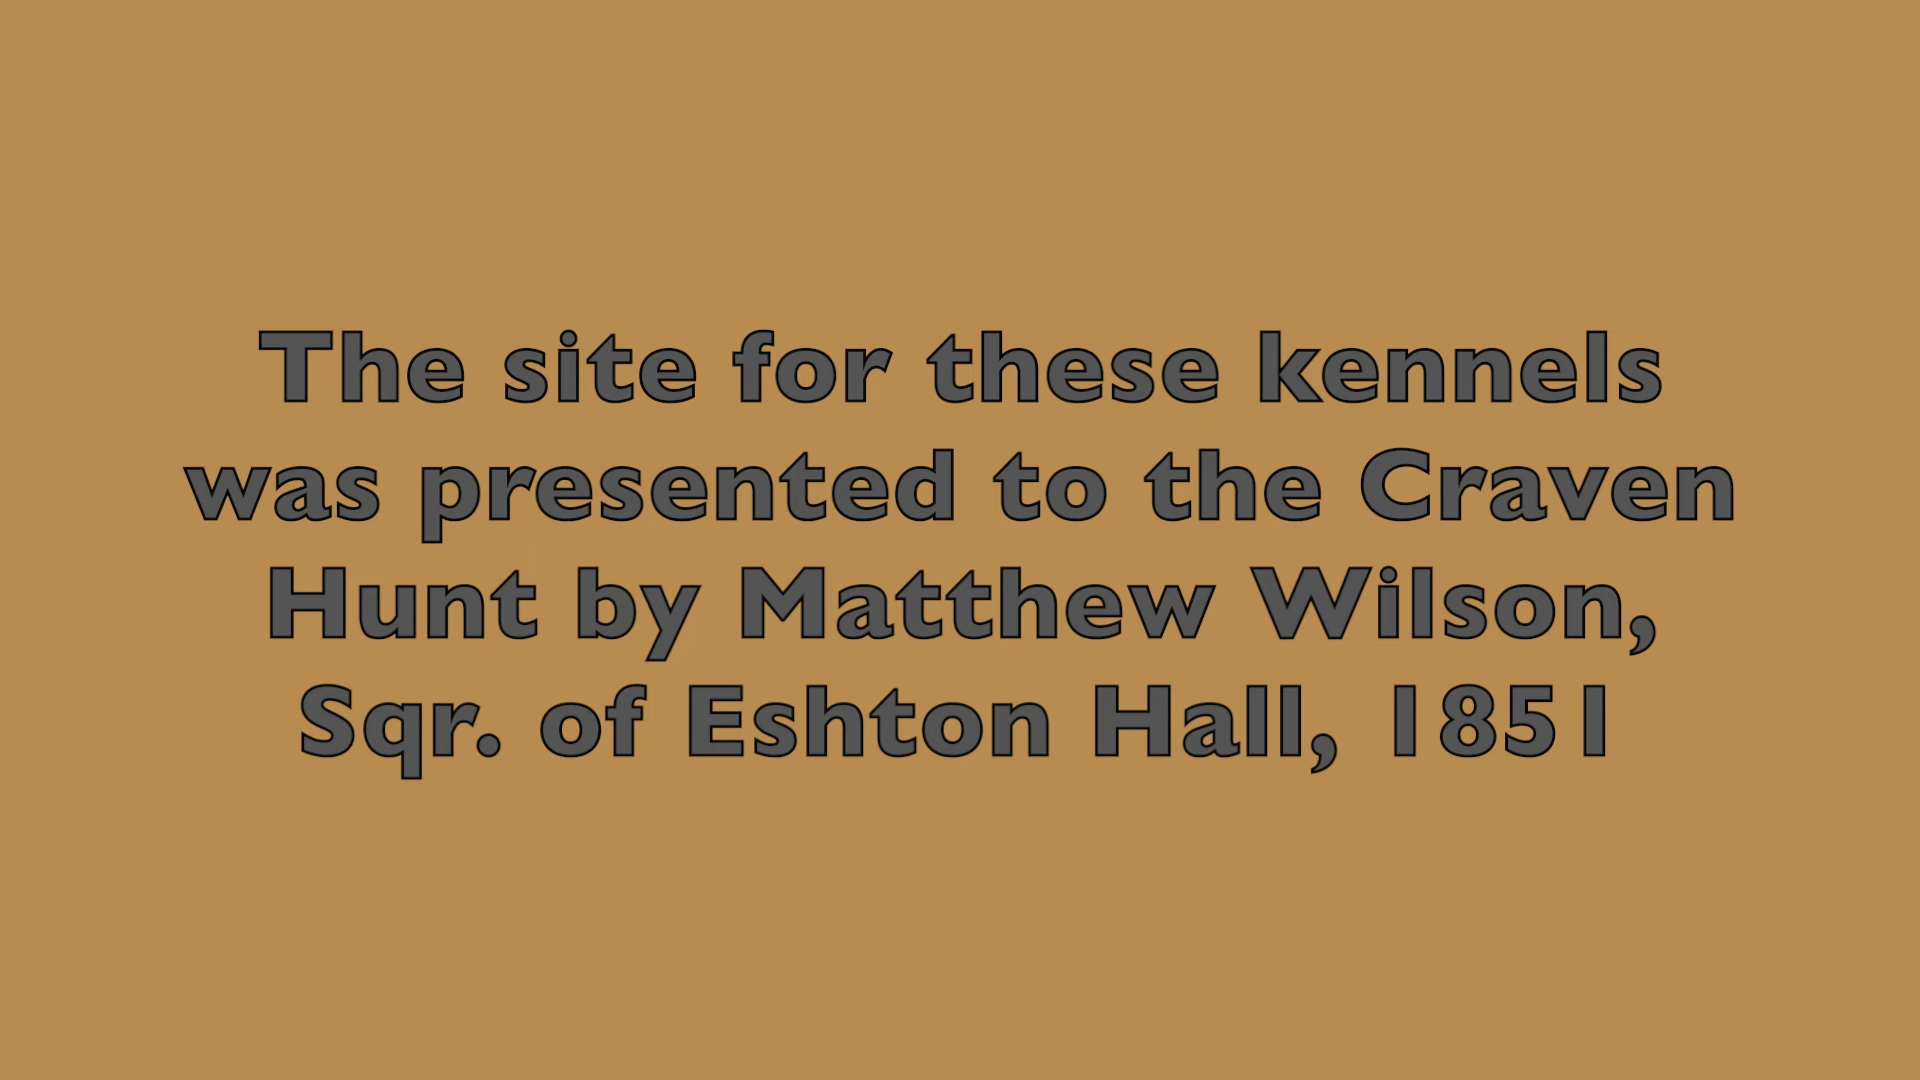 The site for these kennels
was presented to the Craven
Hunt by Matthew Wilson,
Sqr. of Eshton Hall, 1851